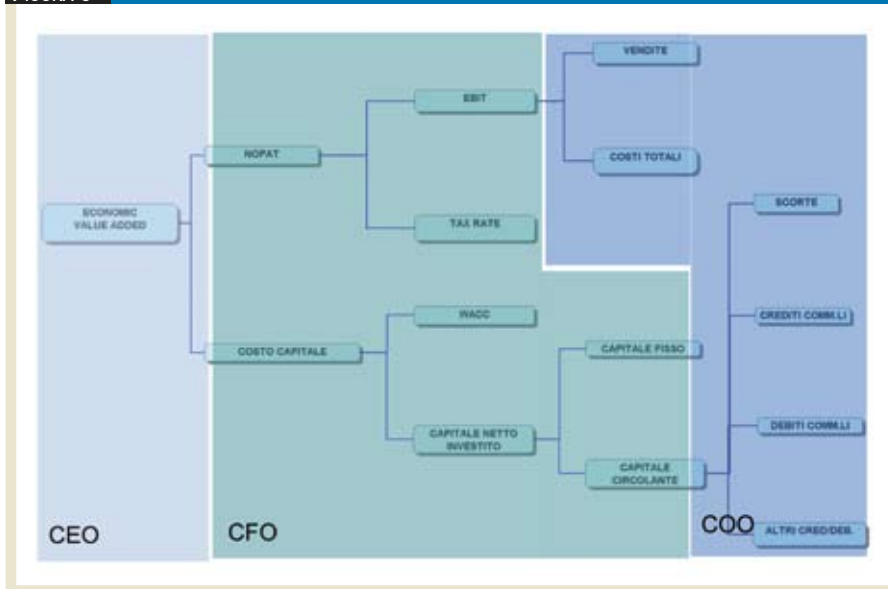 VENDITE
EBIT
NOPAT
COSTI TOTALI
ECONOMIC
VALUE ADDED
TAX RATE
SCORTE
WACC
CREDITI COMM.LI
COSTO CAPITALE
CAPITALE FISSO
CAPITALE NETTO
INVESTITO
DEBITI COMM.LI
CAPITALE
CIRCOLANTE
CEO
CFO
COO
ALTRI CRED/DEB.